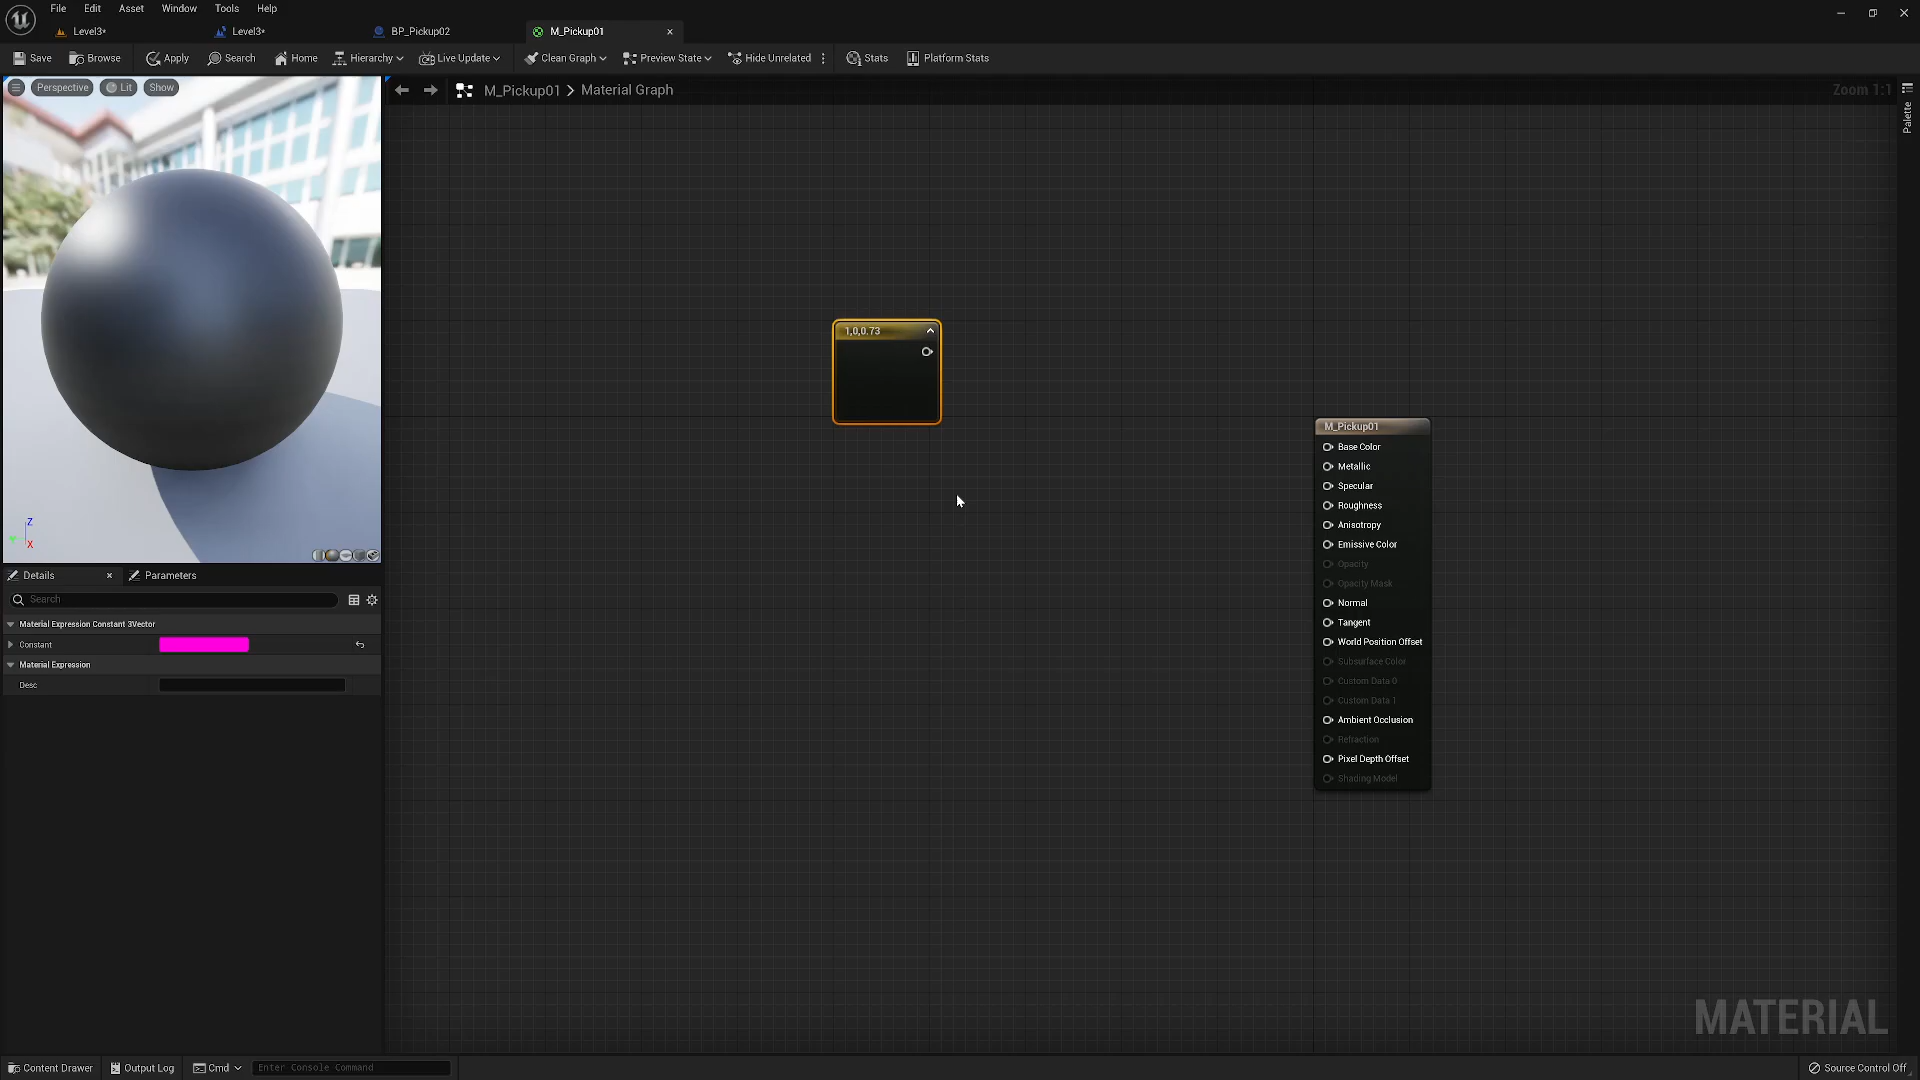 File Edit Asset Window Tools Help
Level3* Level3* BP_Pickup02 M_Pickup01
Save Browse Apply Search Home Hierarchy Live Update Clean Graph Preview State Hide Unrelated Stats Platform Stats
Perspective Lit Show
M_Pickup01 > Material Graph
Zoom 1:1
Palette
1,0,0.73
M_Pickup01
Base Color
Metallic
Specular
Roughness
Anisotropy
Emissive Color
Opacity
Opacity Mask
Normal
Tangent
World Position Offset
Subsurface Color
Custom Data 0
Custom Data 1
Ambient Occlusion
Refraction
Pixel Depth Offset
Shading Model
Z
X
Details Parameters
Search
Material Expression Constant 3Vector
Constant
Material Expression
Desc
MATERIAL
Content Drawer Output Log Cmd Enter Console Command Source Control Off